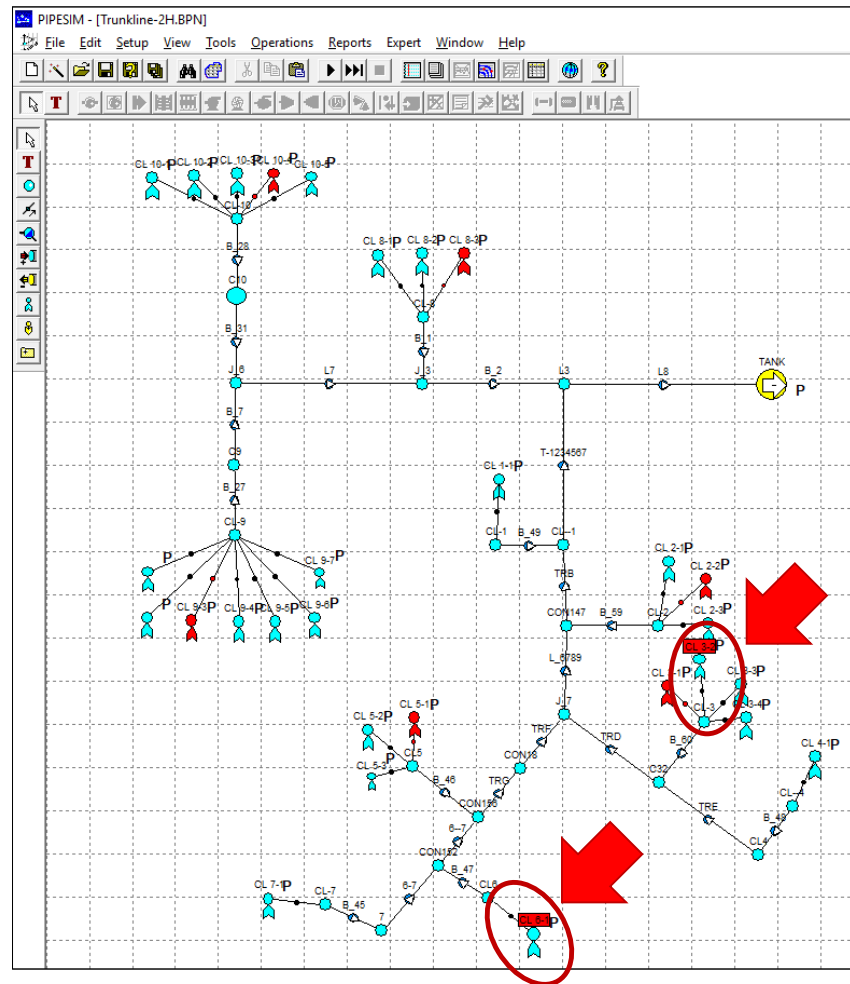 PIPESIM - [Trunkline-2H.BPN]
File Edit Setup View Tools Operations Reports Expert Window Help
T
T
CL 10-1P CL 10-2P CL 10-3P CL 10-4P CL 10-5P
CL-10
B_28
C10
B_31
CL 8-1P CL 8-2P CL 8-3P
CL-8
B_1
J_6 L7 J_3 B_2 L3 L8 TANK
P
B_7
C9
B_27
CL-9
T-1234567
CL 1-1P
CL-1 B_49 CL--1
P CL 9-7P
P CL 9-3P CL 9-4P CL 9-5P CL 9-6P
TRB
CL 2-1P
CL 2-2P
CON147 B_59 CL-2 CL 2-3P
L_6789
CL 3-2P
J_7
CL-3
B_60
CL 5-1P
CL 5-2P
CL 5-3P
CL5
B_46
TRF TRD
CON18
TRG
C32
CL 4-1P
CL--4
TRE
B_48
CL4
CON156
6--7
CON152
B_47
CL6
6-7
CL 7-1P CL-7
B_45
7